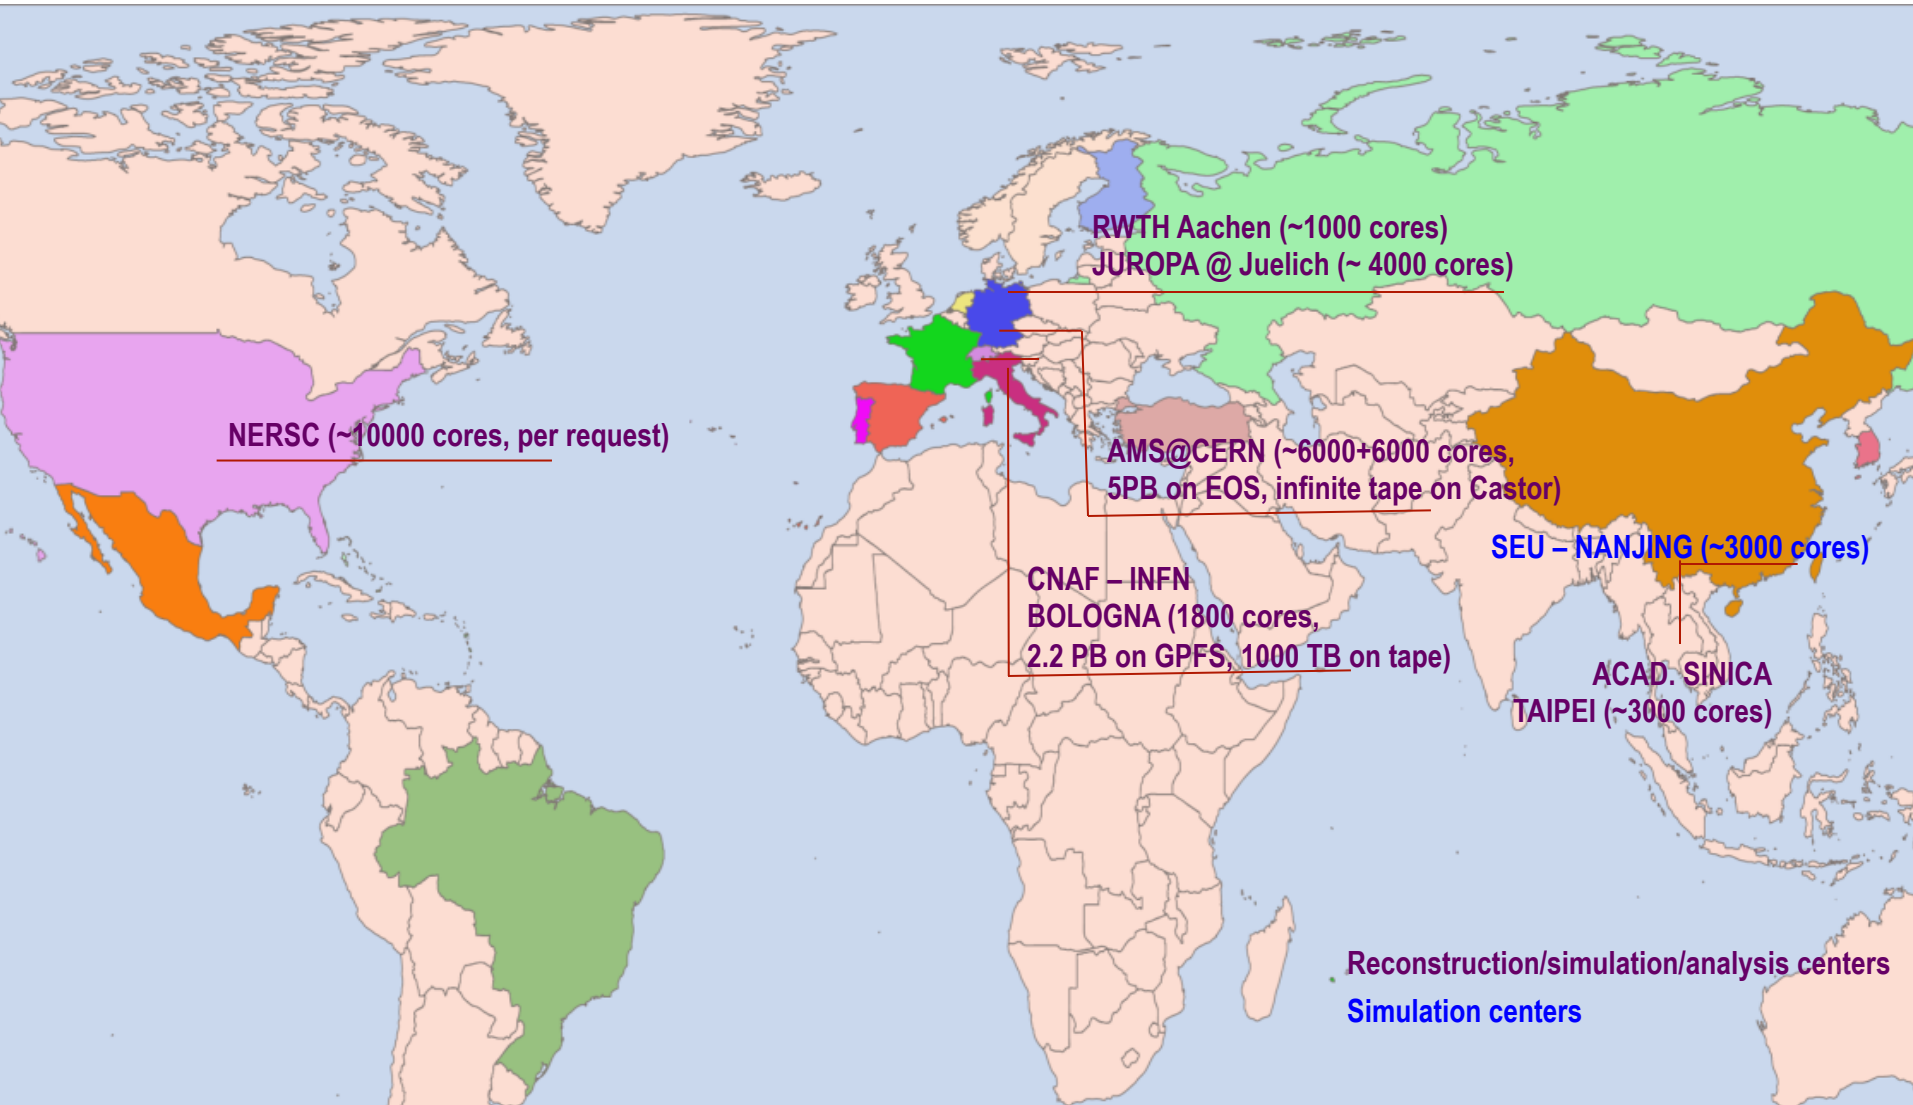 RWTH Aachen (~1000 cores)
JUROPA @ Juelich (~ 4000 cores)
NERSC (~10000 cores, per request)
AMS@CERN (~6000+6000 cores,
5PB on EOS, infinite tape on Castor)
SEU – NANJING (~3000 cores)
CNAF – INFN
BOLOGNA (1800 cores,
2.2 PB on GPFS, 1000 TB on tape)
ACAD. SINICA
TAIPEI (~3000 cores)
Reconstruction/simulation/analysis centers
Simulation centers